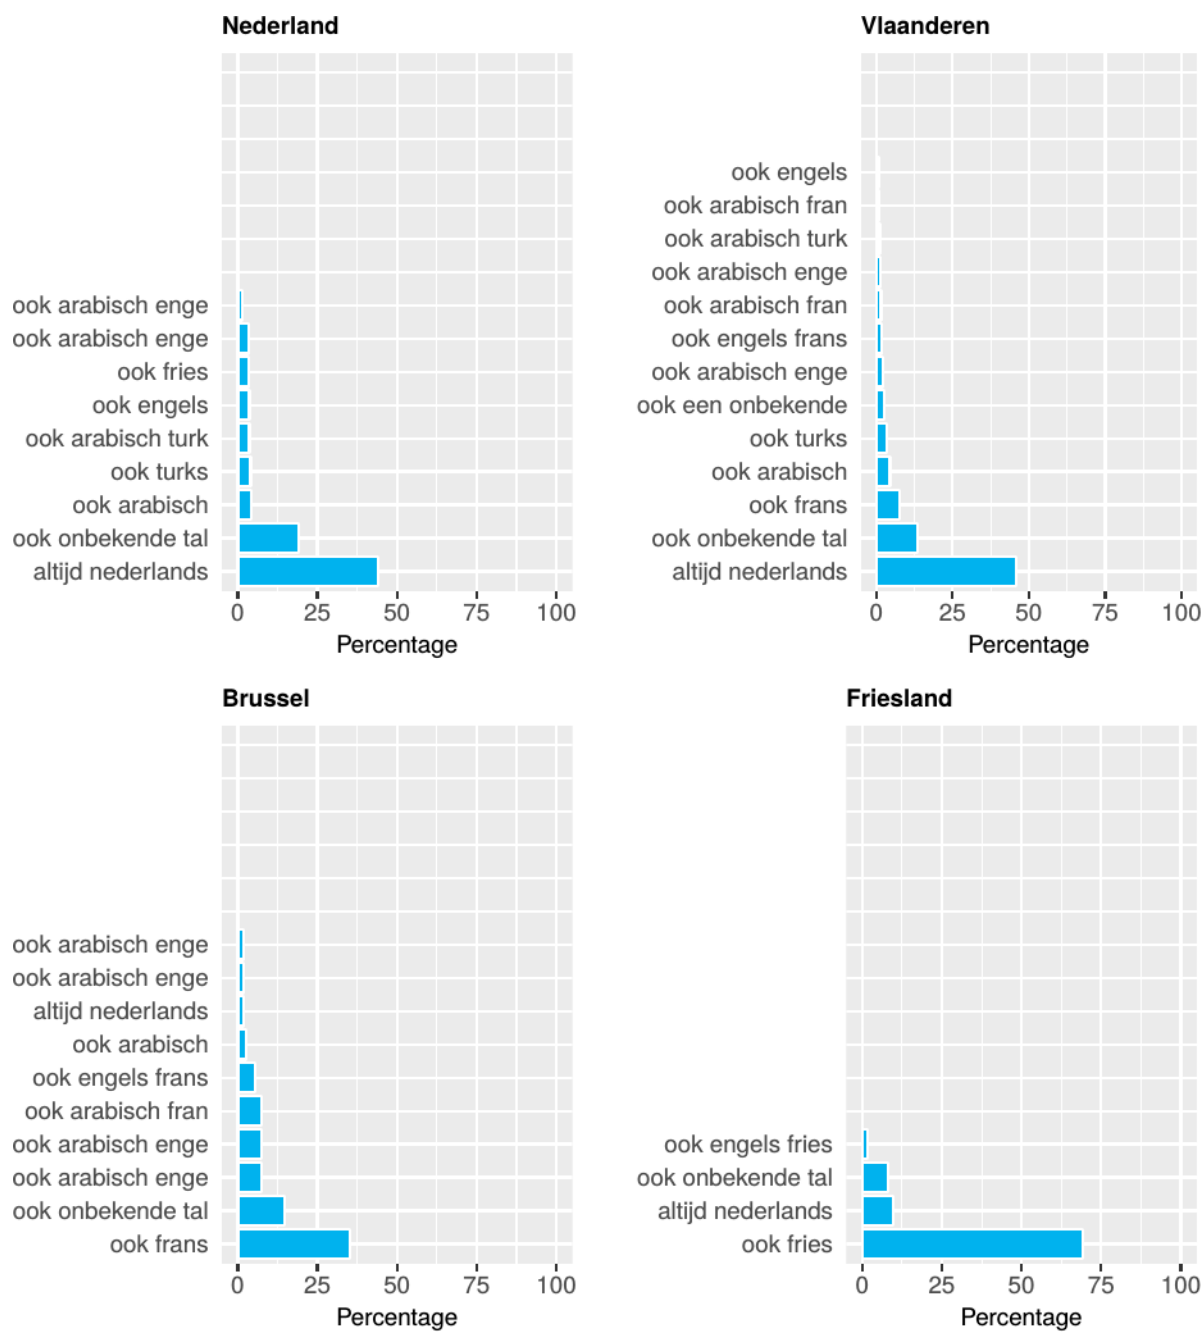 Nederland
ook arabisch enge
ook arabisch enge
ook fries
ook engels
ook arabisch turk
ook turks
ook arabisch
ook onbekende tal
altijd nederlands
0 25 50 75 100
Percentage
Vlaanderen
ook engels
ook arabisch fran
ook arabisch turk
ook arabisch enge
ook arabisch fran
ook engels frans
ook arabisch enge
ook een onbekende
ook turks
ook arabisch
ook frans
ook onbekende tal
altijd nederlands
0 25 50 75 100
Percentage
Brussel
ook arabisch enge
ook arabisch enge
altijd nederlands
ook arabisch
ook engels frans
ook arabisch fran
ook arabisch enge
ook arabisch enge
ook onbekende tal
ook frans
0 25 50 75 100
Percentage
Friesland
ook engels fries
ook onbekende tal
altijd nederlands
ook fries
0 25 50 75 100
Percentage